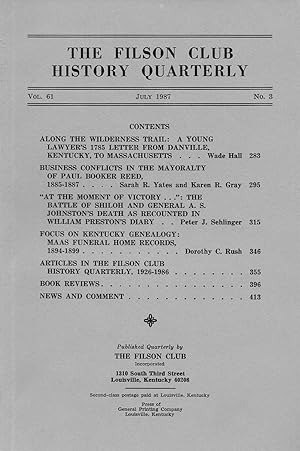 THE FILSON CLUB
HISTORY QUARTERLY
VOL. 61 JULY 1987 No. 3
CONTENTS
ALONG THE WILDERNESS TRAIL: A YOUNG
LAWYER'S 1785 LETTER FROM DANVILLE,
KENTUCKY, TO MASSACHUSETTS . . . Wade Hall 283
BUSINESS CONFLICTS IN THE MAYORALTY
OF PAUL BOOKER REED,
1885-1887 . . . . Sarah R. Yates and Karen R. Gray 295
"AT THE MOMENT OF VICTORY . . .": THE
BATTLE OF SHILOH AND GENERAL A. S.
JOHNSTON'S DEATH AS RECOUNTED IN
WILLIAM PRESTON'S DIARY . . Peter J. Sehlinger 315
FOCUS ON KENTUCKY GENEALOGY:
MAAS FUNERAL HOME RECORDS,
1894-1899 . . . . . . . . . . . Dorothy C. Rush 346
ARTICLES IN THE FILSON CLUB
HISTORY QUARTERLY, 1926-1986 . . . . . . . . 355
BOOK REVIEWS . . . . . . . . . . . . . . 396
NEWS AND COMMENT . . . . . . . . . . . 413
Published Quarterly by
THE FILSON CLUB
Incorporated
1310 South Third Street
Louisville, Kentucky 40208
Second-class postage paid at Louisville, Kentucky
Press of
General Printing Company
Louisville, Kentucky